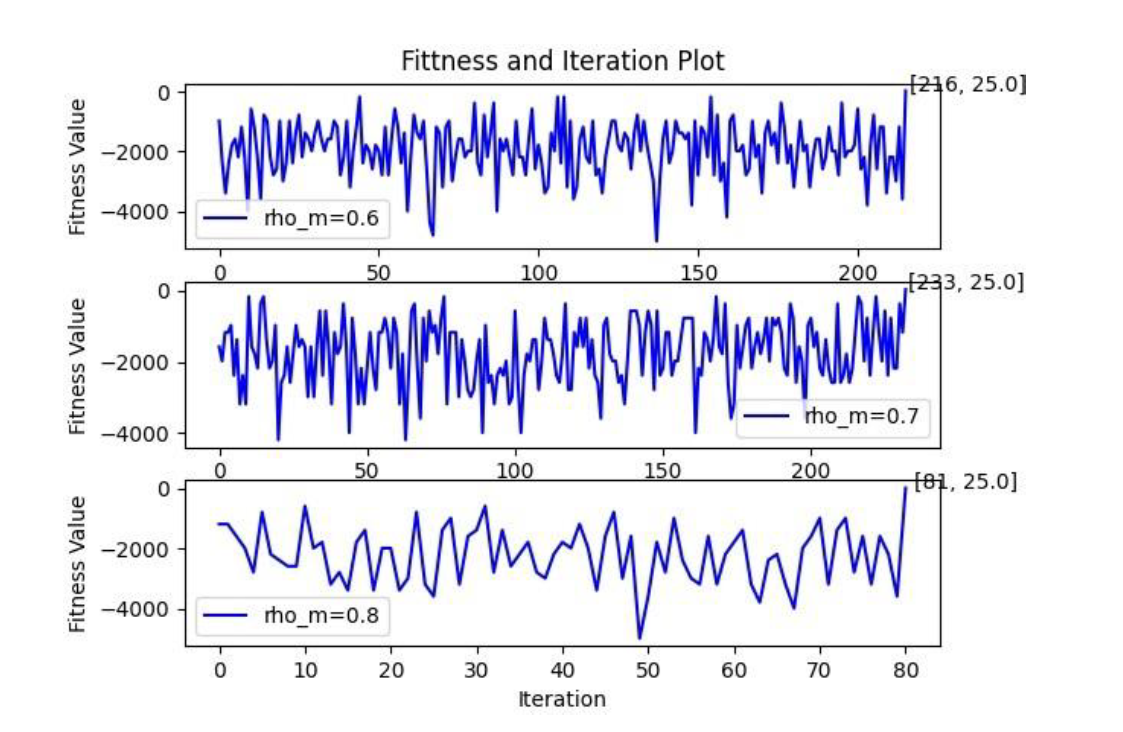 Fittness and Iteration Plot
[216, 25.0]
Fitness Value
0
−2000
−4000
rho_m=0.6
0 50 100 150 200
[233, 25.0]
Fitness Value
0
−2000
−4000
rho_m=0.7
0 50 100 150 200
[81, 25.0]
Fitness Value
0
−2000
−4000
rho_m=0.8
0 10 20 30 40 50 60 70 80
Iteration